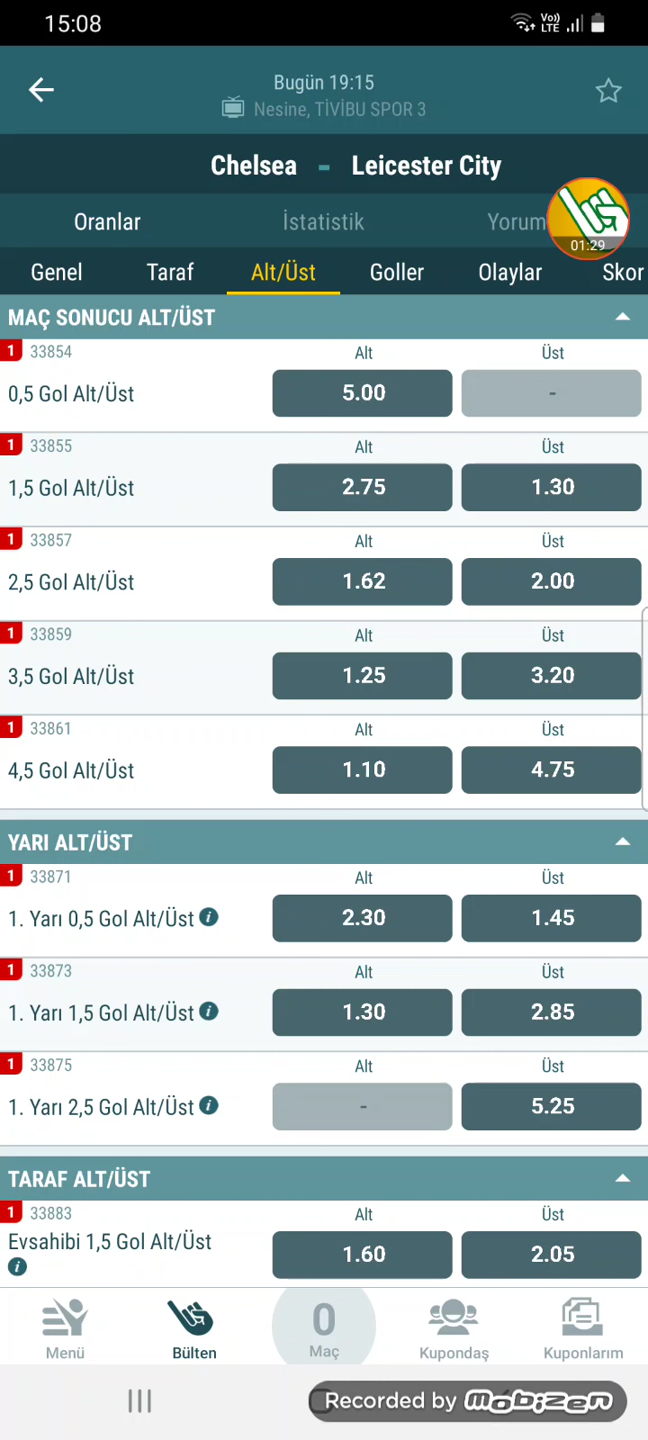 15:08
Vo))
LTE
Bugün 19:15
Nesine, TİVİBU SPOR 3
Chelsea - Leicester City
Oranlar İstatistik Yorum
01:29
Genel Taraf Alt/Üst Goller Olaylar Skor
MAÇ SONUCU ALT/ÜST
1 33854 Alt Üst
0,5 Gol Alt/Üst 5.00 -
1 33855 Alt Üst
1,5 Gol Alt/Üst 2.75 1.30
1 33857 Alt Üst
2,5 Gol Alt/Üst 1.62 2.00
1 33859 Alt Üst
3,5 Gol Alt/Üst 1.25 3.20
1 33861 Alt Üst
4,5 Gol Alt/Üst 1.10 4.75
YARI ALT/ÜST
1 33871 Alt Üst
1. Yarı 0,5 Gol Alt/Üst i 2.30 1.45
1 33873 Alt Üst
1. Yarı 1,5 Gol Alt/Üst i 1.30 2.85
1 33875 Alt Üst
1. Yarı 2,5 Gol Alt/Üst i - 5.25
TARAF ALT/ÜST
1 33883 Alt Üst
Evsahibi 1,5 Gol Alt/Üst 1.60 2.05
i
0
Menü Bülten Maç Kupondaş Kuponlarım
Recorded by mobizen